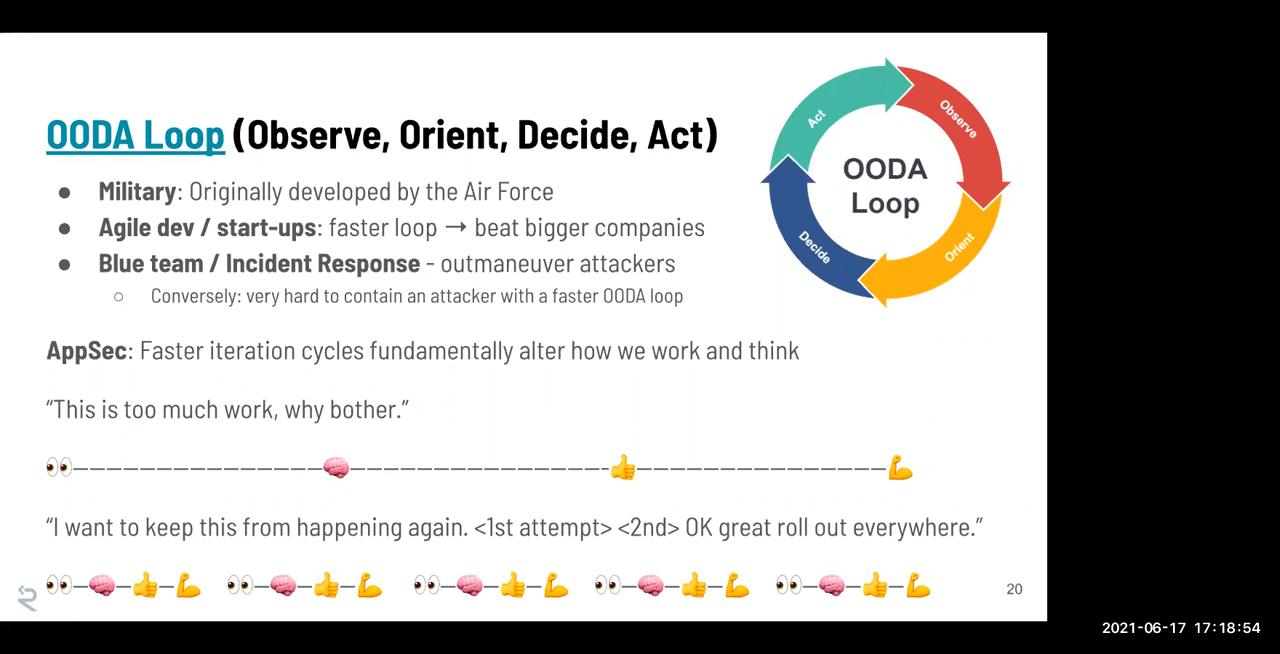 OODA Loop (Observe, Orient, Decide, Act)
● Military: Originally developed by the Air Force
● Agile dev / start-ups: faster loop → beat bigger companies
● Blue team / Incident Response - outmaneuver attackers
○ Conversely: very hard to contain an attacker with a faster OODA loop
AppSec: Faster iteration cycles fundamentally alter how we work and think
“This is too much work, why bother.”
“I want to keep this from happening again. <1st attempt> <2nd> OK great roll out everywhere.”
Act
Observe
OODA
Loop
Decide
Orient
20
2021-06-17 17:18:54